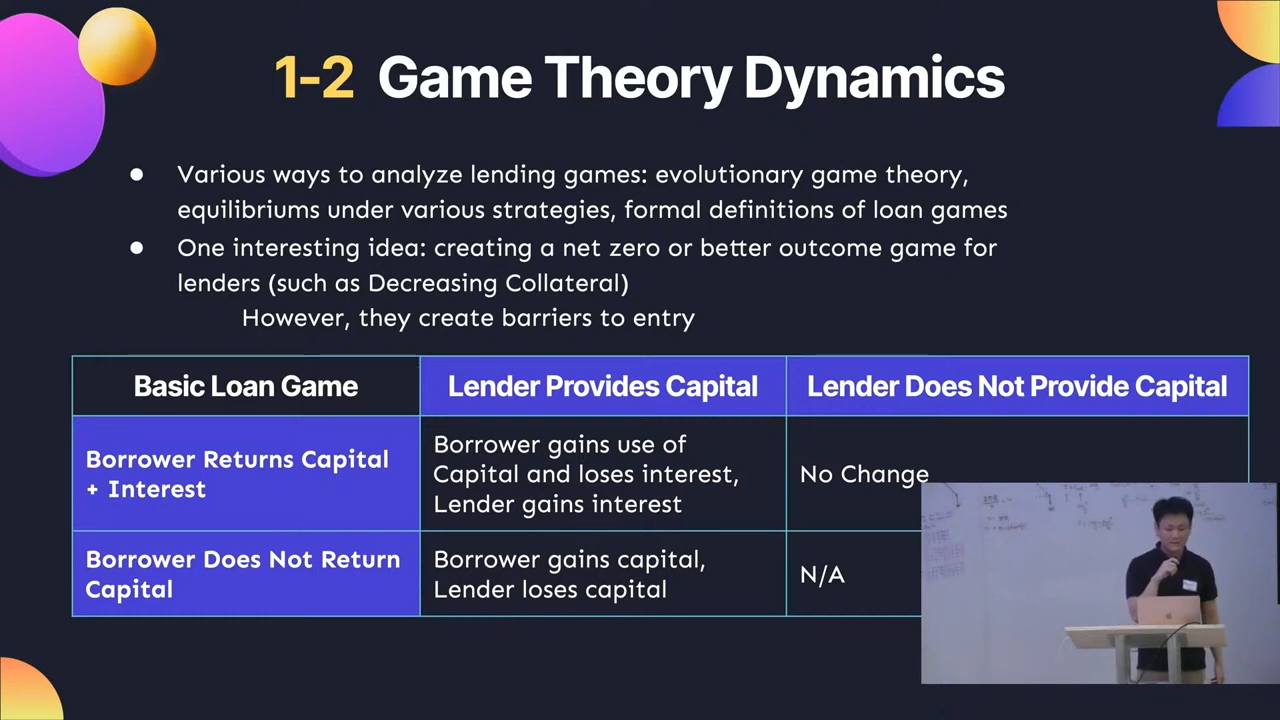 1-2 Game Theory Dynamics
● Various ways to analyze lending games: evolutionary game theory,
equilibriums under various strategies, formal definitions of loan games
● One interesting idea: creating a net zero or better outcome game for
lenders (such as Decreasing Collateral)
However, they create barriers to entry
Basic Loan Game
Lender Provides Capital
Lender Does Not Provide Capital
Borrower Returns Capital
+ Interest
Borrower gains use of
Capital and loses interest,
Lender gains interest
No Change
Borrower Does Not Return
Capital
Borrower gains capital,
Lender loses capital
N/A